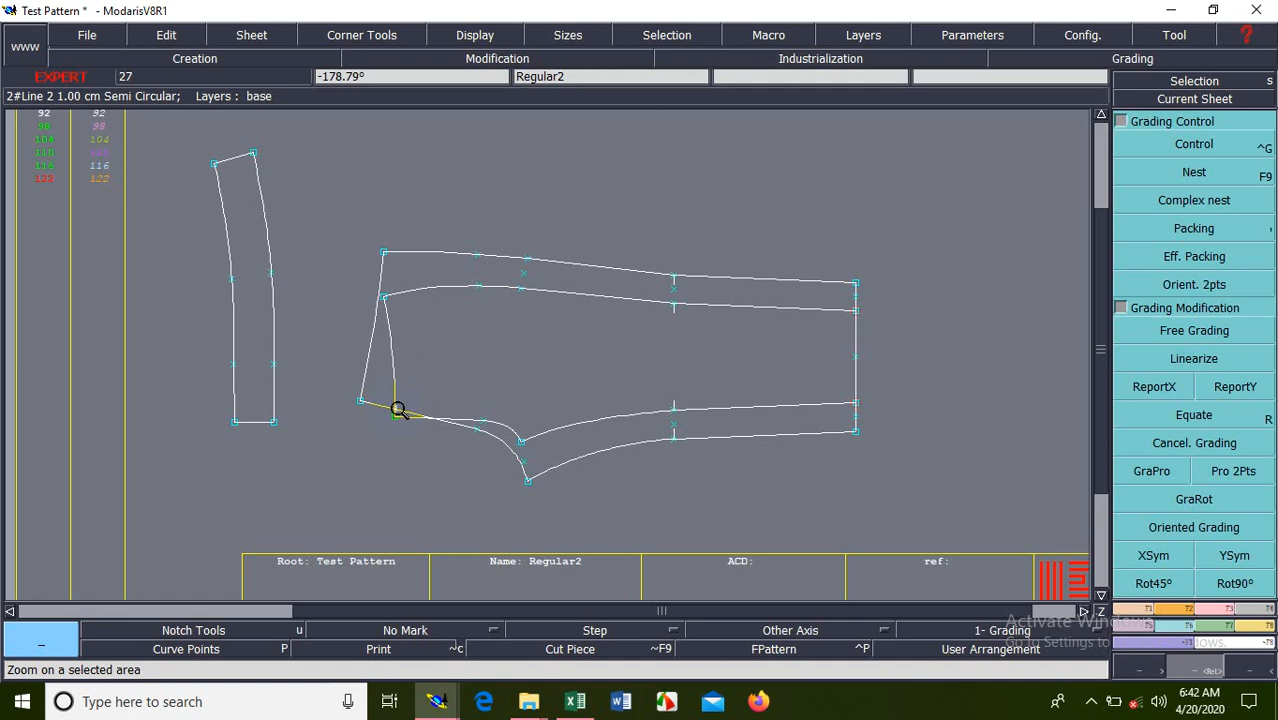 Test Pattern * - ModarisV8R1
www
File Edit Sheet Corner Tools Display Sizes Selection Macro Layers Parameters Config. Tool ?
Creation Modification Industrialization Grading
EXPERT 27 -178.79° Regular2
2#Line 2 1.00 cm Semi Circular; Layers : base
Selection s
Current Sheet
92 92
98 98
104 104
110
116 116
122 122
Grading Control
Control ^G
Nest F9
Complex nest
Packing '
Eff. Packing
Orient. 2pts
Grading Modification
Free Grading
Linearize
ReportX ReportY
Equate R
Cancel. Grading
GraPro Pro 2Pts
GraRot
Oriented Grading
XSym YSym
Rot45° Rot90°
Root: Test Pattern Name: Regular2 ACD: ref:
Z
Activate Windows
Go to Settings to activate Windows.
Notch Tools u No Mark Step Other Axis 1- Grading
Curve Points P Print ~c Cut Piece ~F9 FPattern ^P User Arrangement
Zoom on a selected area
<Rel>
Type here to search
6:42 AM
4/20/2020